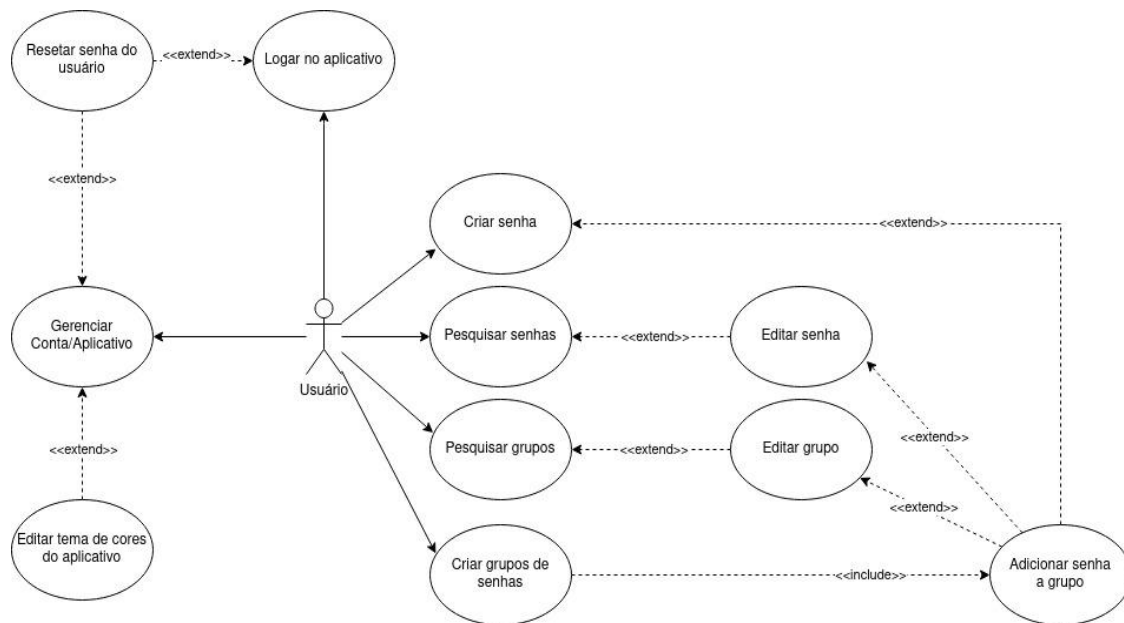 Resetar senha do
usuário
<<extend>>
Logar no aplicativo
<<extend>>
Criar senha
<<extend>>
Gerenciar
Conta/Aplicativo
Usuário
Pesquisar senhas
<<extend>>
Editar senha
<<extend>>
Pesquisar grupos
<<extend>>
Editar grupo
<<extend>>
<<extend>>
Editar tema de cores
do aplicativo
Criar grupos de
senhas
<<include>>
Adicionar senha
a grupo